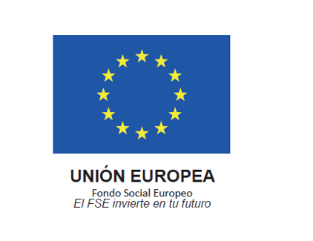 UNIÓN EUROPEA
Fondo Social Europeo
El FSE invierte en tu futuro